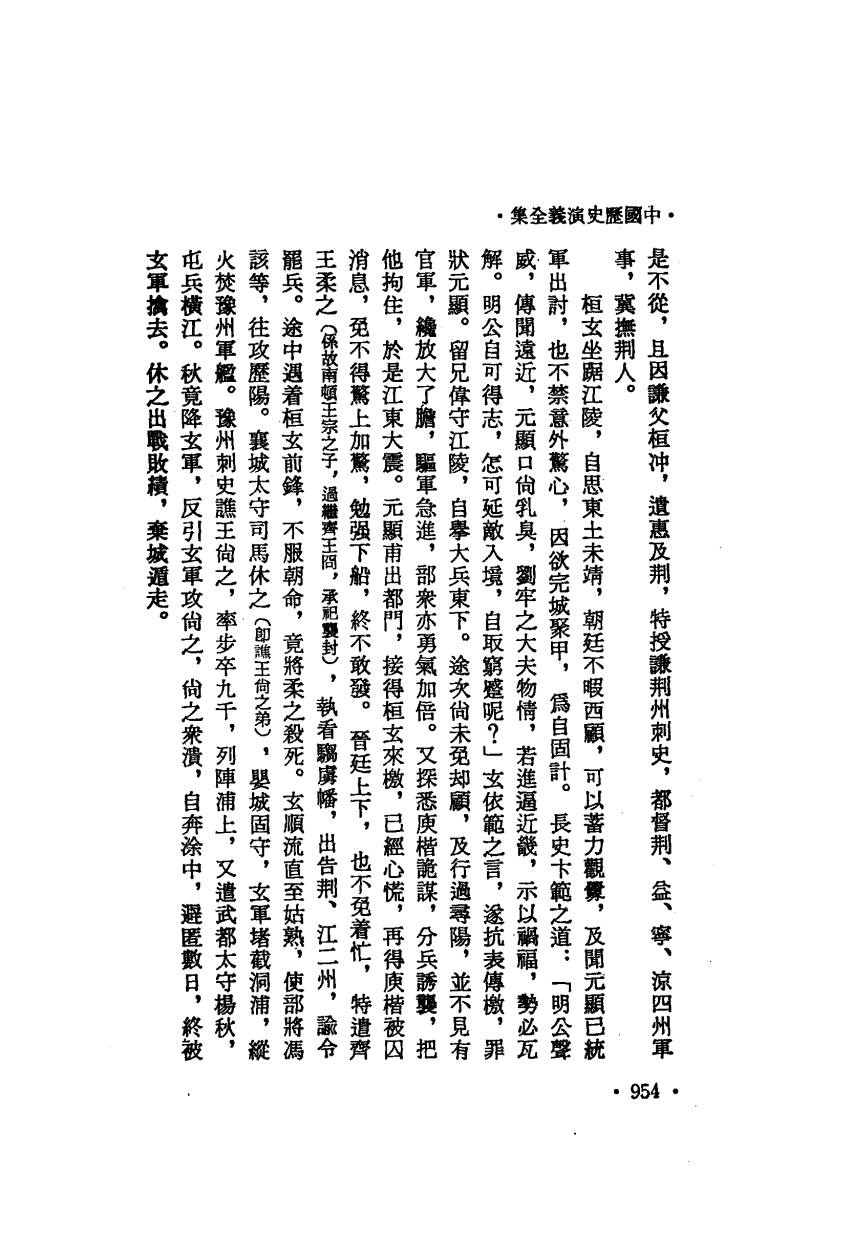 ·中國歷史演義全集·
是不從，且因謙父桓沖，遺惠及荆，特授謙荆州刺史，都督荆、益、寧、涼四州軍
事，冀撫荆人。
桓玄坐踞江陵，自思東土未靖，朝廷不暇西顧，可以蓄力觀釁，及聞元顯已統
軍出討，也不禁意外驚心，因欲完城聚甲，爲自固計。長史卞範之道：「明公聲
威，傳聞遠近，元顯口尙乳臭，劉牢之大失物情，若進逼近畿，示以禍福，勢必瓦
解。明公自可得志，怎可延敵入境，自取窮蹙呢？」玄依範之言，遂抗表傳檄，罪
狀元顯。留兄偉守江陵，自舉大兵東下。途次尙未免却顧，及行過尋陽，並不見有
官軍，纔放大了膽，驅軍急進，部衆亦勇氣加倍。又探悉庾楷詭謀，分兵誘襲，把
他拘住，於是江東大震。元顯甫出都門，接得桓玄來檄，已經心慌，再得庾楷被囚
消息，免不得驚上加驚，勉强下船，終不敢發。晉廷上下，也不免着忙，特遣齊
王柔之（係故南頓王宗之子，過繼齊王冏，承祀襲封），執看騶虞幡，出告荆、江二州，諭令
罷兵。途中遇着桓玄前鋒，不服朝命，竟將柔之殺死。玄順流直至姑熟，使部將馮
該等，往攻歷陽。襄城太守司馬休之（卽譙王尙之弟），嬰城固守，玄軍堵截洞浦，縱
火焚豫州軍艦。豫州刺史譙王尙之，率步卒九千，列陣浦上，又遣武都太守楊秋，
屯兵橫江。秋竟降玄軍，反引玄軍攻尙之，尙之衆潰，自奔涂中，避匿數日，終被
玄軍擒去。休之出戰敗績，棄城遁走。
·954·